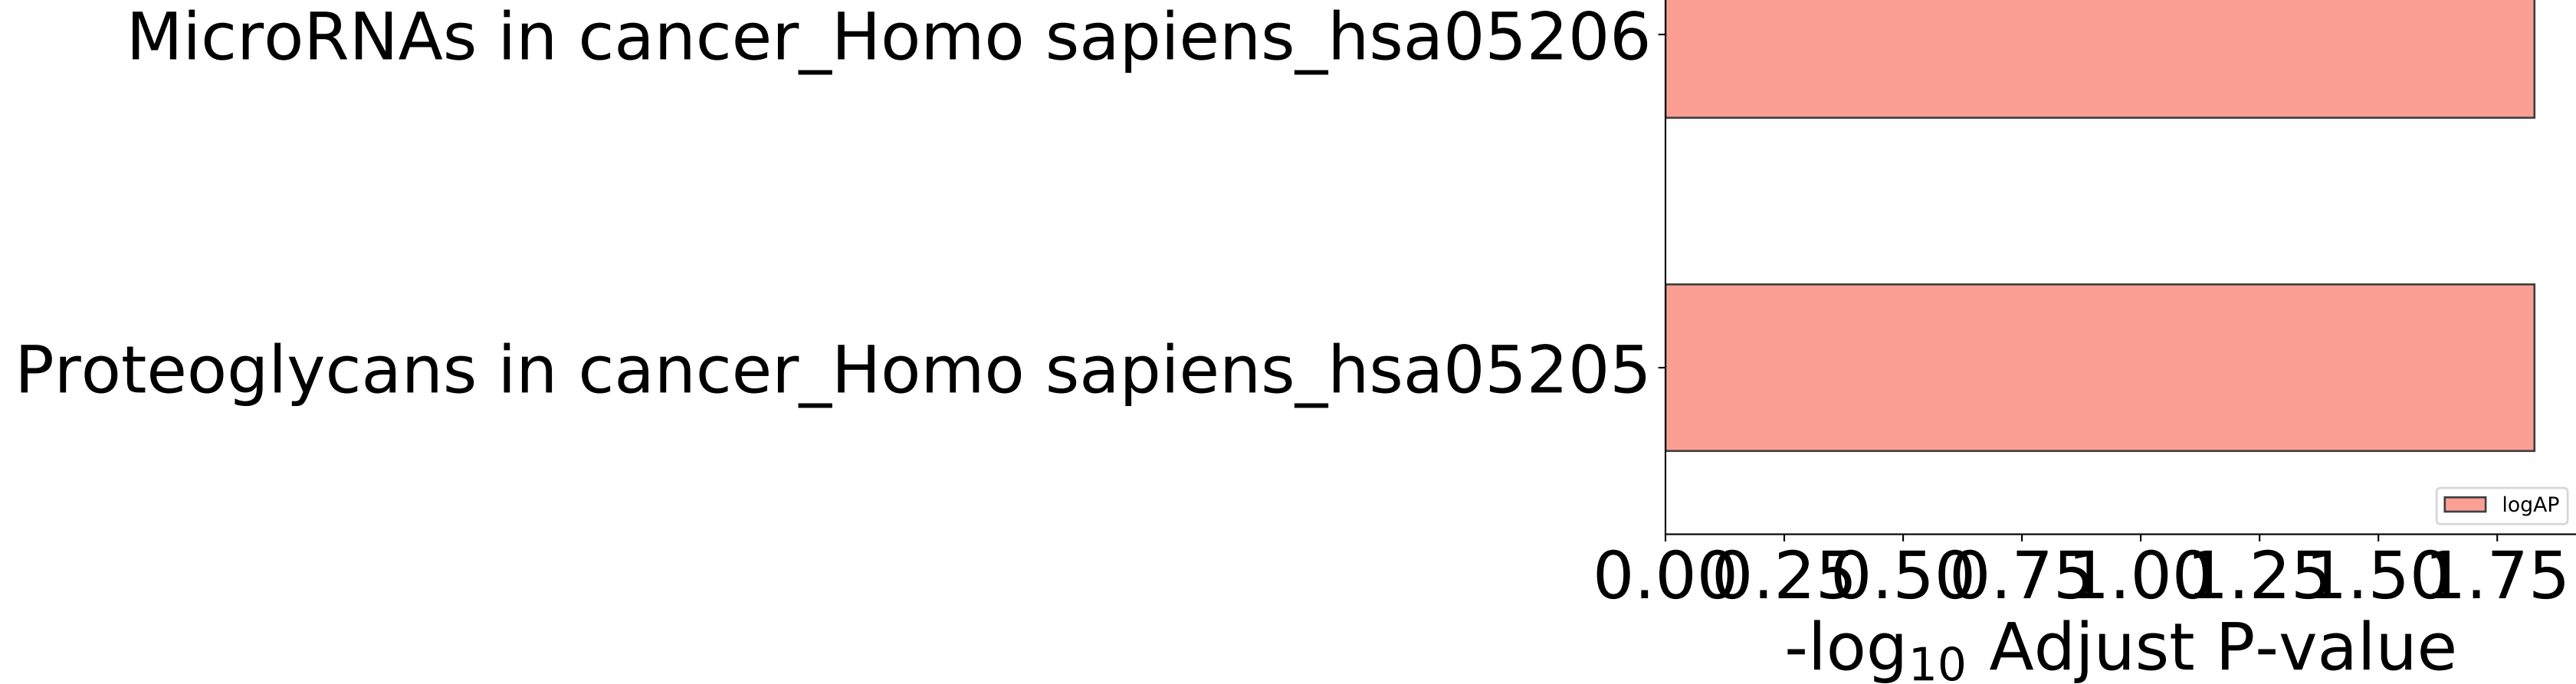 MicroRNAs in cancer_Homo sapiens_hsa05206
Proteoglycans in cancer_Homo sapiens_hsa05205
logAP
0.00 0.25 0.50 0.75 1.00 1.25 1.50 1.75
-log10 Adjust P-value